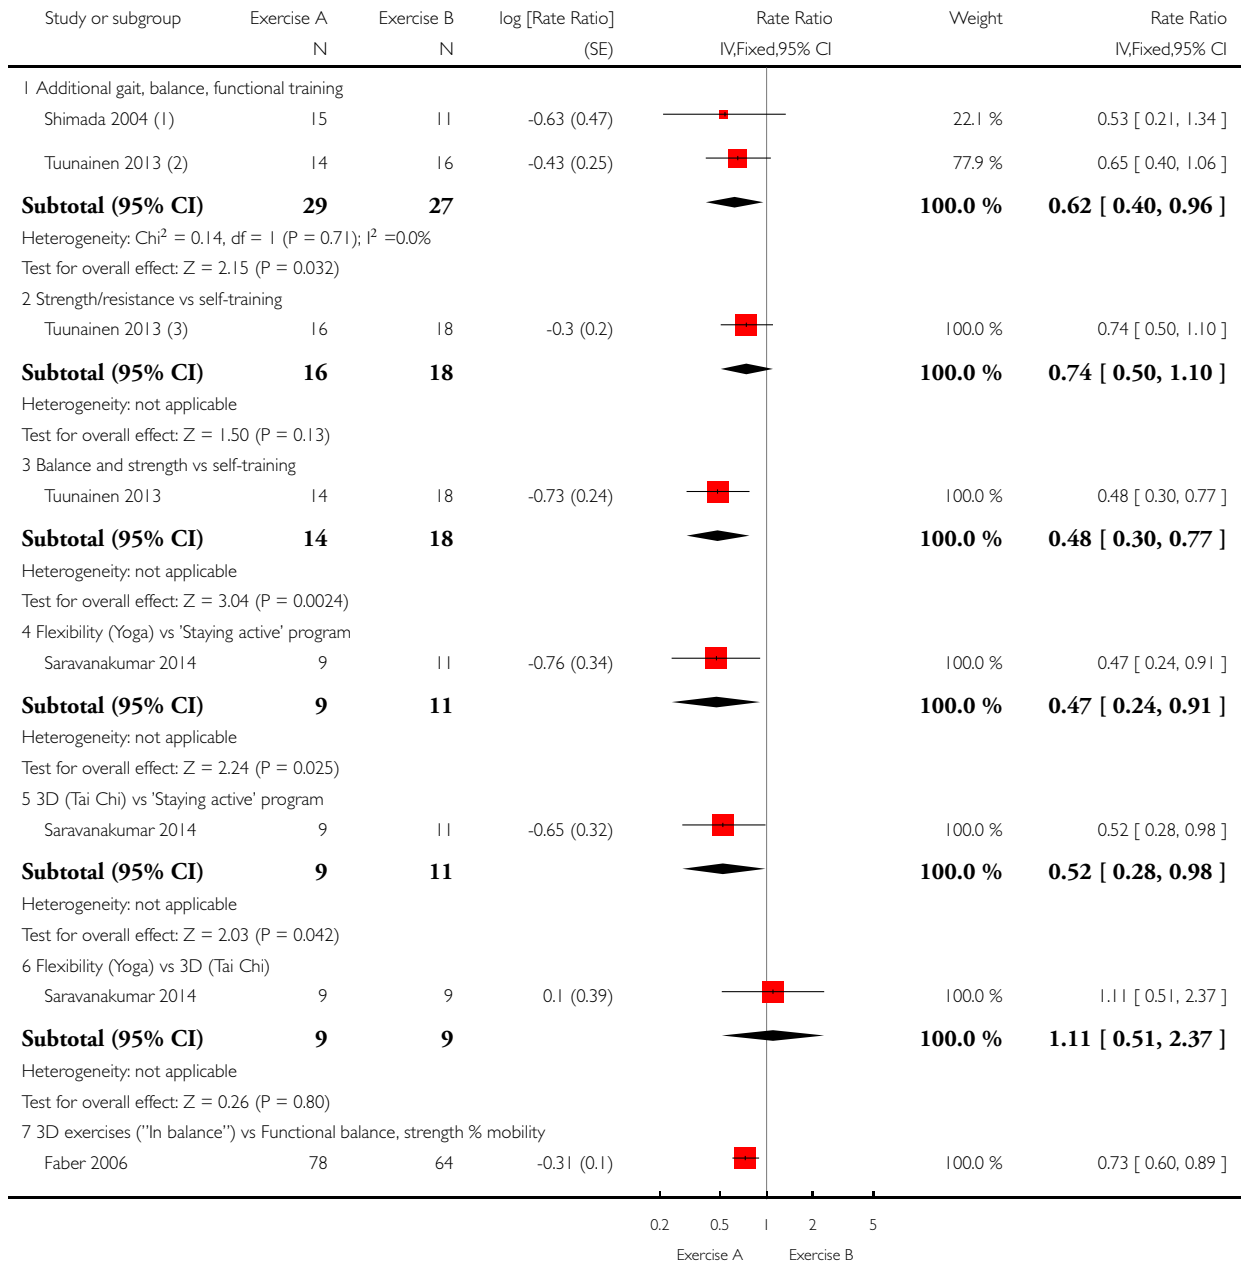 Study or subgroup Exercise A Exercise B log [Rate Ratio] Rate Ratio Weight Rate Ratio
N N (SE) IV,Fixed,95% CI IV,Fixed,95% CI
1 Additional gait, balance, functional training
Shimada 2004 (1) 15 11 -0.63 (0.47) 22.1 % 0.53 [ 0.21, 1.34 ]
Tuunainen 2013 (2) 14 16 -0.43 (0.25) 77.9 % 0.65 [ 0.40, 1.06 ]
Subtotal (95% CI) 29 27 100.0 % 0.62 [ 0.40, 0.96 ]
Heterogeneity: Chi² = 0.14, df = 1 (P = 0.71); I² =0.0%
Test for overall effect: Z = 2.15 (P = 0.032)
2 Strength/resistance vs self-training
Tuunainen 2013 (3) 16 18 -0.3 (0.2) 100.0 % 0.74 [ 0.50, 1.10 ]
Subtotal (95% CI) 16 18 100.0 % 0.74 [ 0.50, 1.10 ]
Heterogeneity: not applicable
Test for overall effect: Z = 1.50 (P = 0.13)
3 Balance and strength vs self-training
Tuunainen 2013 14 18 -0.73 (0.24) 100.0 % 0.48 [ 0.30, 0.77 ]
Subtotal (95% CI) 14 18 100.0 % 0.48 [ 0.30, 0.77 ]
Heterogeneity: not applicable
Test for overall effect: Z = 3.04 (P = 0.0024)
4 Flexibility (Yoga) vs 'Staying active' program
Saravanakumar 2014 9 11 -0.76 (0.34) 100.0 % 0.47 [ 0.24, 0.91 ]
Subtotal (95% CI) 9 11 100.0 % 0.47 [ 0.24, 0.91 ]
Heterogeneity: not applicable
Test for overall effect: Z = 2.24 (P = 0.025)
5 3D (Tai Chi) vs 'Staying active' program
Saravanakumar 2014 9 11 -0.65 (0.32) 100.0 % 0.52 [ 0.28, 0.98 ]
Subtotal (95% CI) 9 11 100.0 % 0.52 [ 0.28, 0.98 ]
Heterogeneity: not applicable
Test for overall effect: Z = 2.03 (P = 0.042)
6 Flexibility (Yoga) vs 3D (Tai Chi)
Saravanakumar 2014 9 9 0.1 (0.39) 100.0 % 1.11 [ 0.51, 2.37 ]
Subtotal (95% CI) 9 9 100.0 % 1.11 [ 0.51, 2.37 ]
Heterogeneity: not applicable
Test for overall effect: Z = 0.26 (P = 0.80)
7 3D exercises (''In balance'') vs Functional balance, strength % mobility
Faber 2006 78 64 -0.31 (0.1) 100.0 % 0.73 [ 0.60, 0.89 ]
0.2 0.5 1 2 5
Exercise A Exercise B